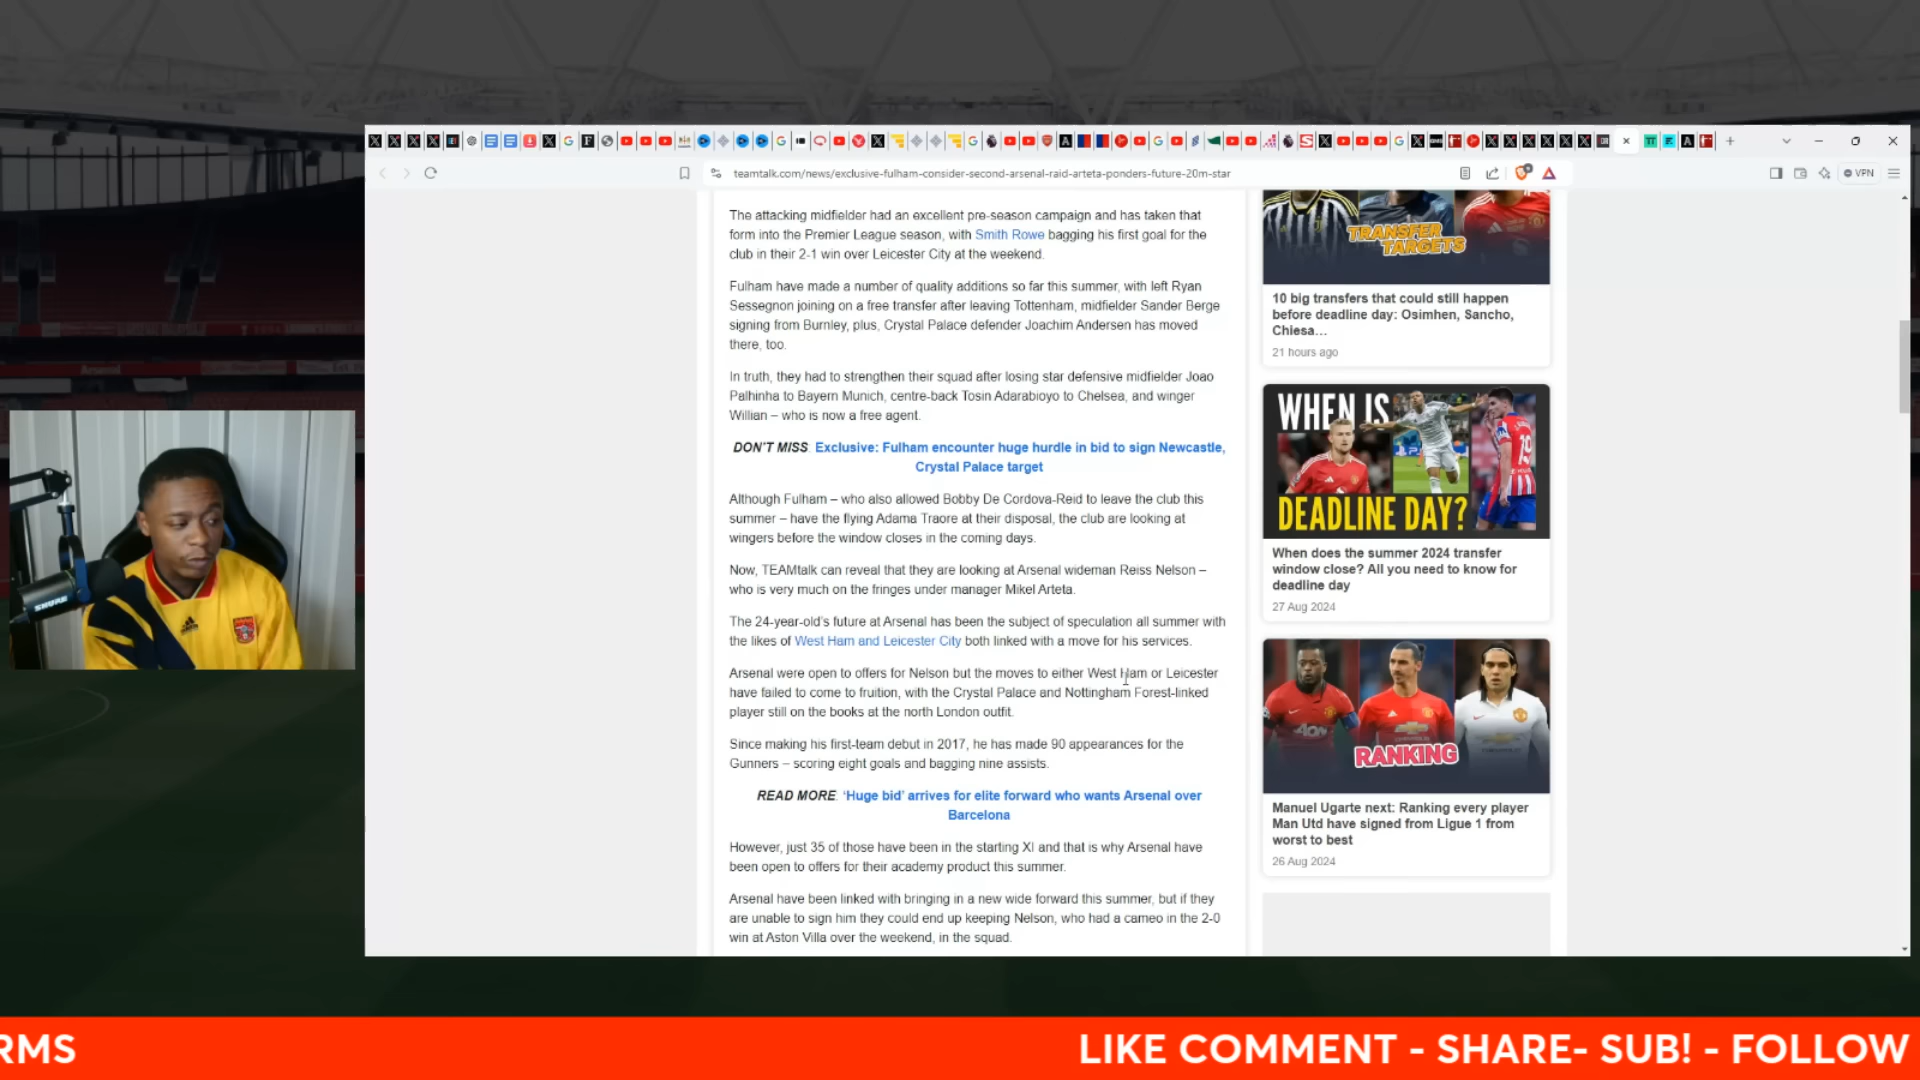 teamtalk.com/news/exclusive-fulham-consider-second-arsenal-raid-arteta-ponders-future-20m-star
VPN
The attacking midfielder had an excellent pre-season campaign and has taken that
form into the Premier League season, with Smith Rowe bagging his first goal for the
club in their 2-1 win over Leicester City at the weekend.
Fulham have made a number of quality additions so far this summer, with left Ryan
Sessegnon joining on a free transfer after leaving Tottenham, midfielder Sander Berge
signing from Burnley, plus, Crystal Palace defender Joachim Andersen has moved
there, too.
In truth, they had to strengthen their squad after losing star defensive midfielder Joao
Palhinha to Bayern Munich, centre-back Tosin Adarabioyo to Chelsea, and winger
Willian – who is now a free agent.
DON'T MISS: Exclusive: Fulham encounter huge hurdle in bid to sign Newcastle,
Crystal Palace target
Although Fulham – who also allowed Bobby De Cordova-Reid to leave the club this
summer – have the flying Adama Traore at their disposal, the club are looking at
wingers before the window closes in the coming days.
Now, TEAMtalk can reveal that they are looking at Arsenal wideman Reiss Nelson –
who is very much on the fringes under manager Mikel Arteta.
The 24-year-old's future at Arsenal has been the subject of speculation all summer with
the likes of West Ham and Leicester City both linked with a move for his services.
Arsenal were open to offers for Nelson but the moves to either West Ham or Leicester
have failed to come to fruition, with the Crystal Palace and Nottingham Forest-linked
player still on the books at the north London outfit.
Since making his first-team debut in 2017, he has made 90 appearances for the
Gunners – scoring eight goals and bagging nine assists.
READ MORE: 'Huge bid' arrives for elite forward who wants Arsenal over
Barcelona
However, just 35 of those have been in the starting XI and that is why Arsenal have
been open to offers for their academy product this summer.
Arsenal have been linked with bringing in a new wide forward this summer, but if they
are unable to sign him they could end up keeping Nelson, who had a cameo in the 2-0
win at Aston Villa over the weekend, in the squad.
TRANSFER
TARGETS
10 big transfers that could still happen
before deadline day: Osimhen, Sancho,
Chiesa…
21 hours ago
WHEN IS
DEADLINE DAY?
When does the summer 2024 transfer
window close? All you need to know for
deadline day
27 Aug 2024
AON
CHEVROLET
RANKING
Manuel Ugarte next: Ranking every player
Man Utd have signed from Ligue 1 from
worst to best
26 Aug 2024
Arsenal
SHURE
adidas
RMS
LIKE COMMENT - SHARE- SUB! - FOLLOW